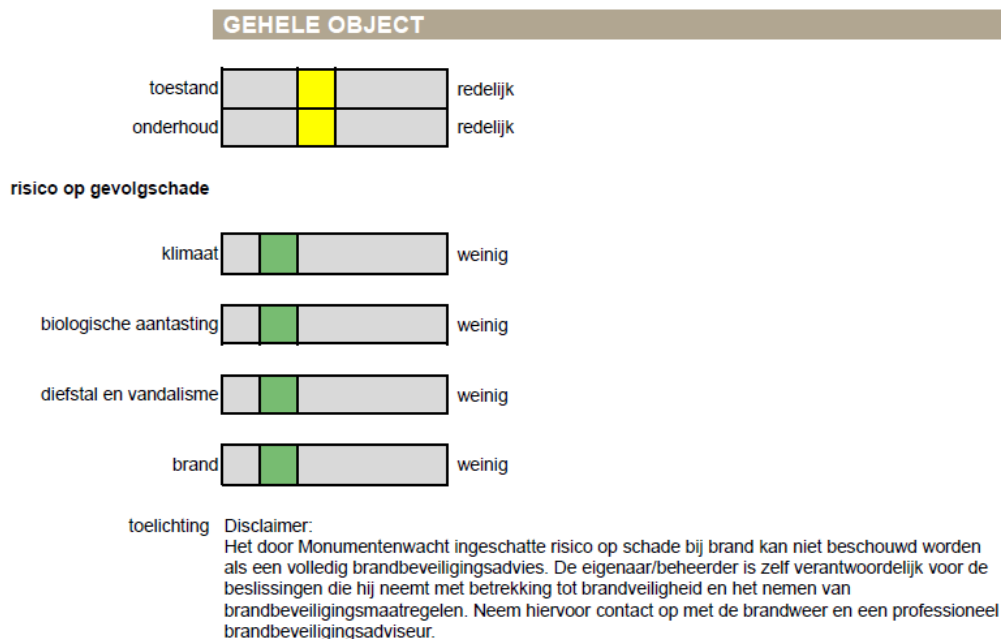 GEHELE OBJECT
toestand redelijk
onderhoud redelijk
risico op gevolgschade
klimaat weinig
biologische aantasting weinig
diefstal en vandalisme weinig
brand weinig
toelichting Disclaimer:
Het door Monumentenwacht ingeschatte risico op schade bij brand kan niet beschouwd worden
als een volledig brandbeveiligingsadvies. De eigenaar/beheerder is zelf verantwoordelijk voor de
beslissingen die hij neemt met betrekking tot brandveiligheid en het nemen van
brandbeveiligingsmaatregelen. Neem hiervoor contact op met de brandweer en een professioneel
brandbeveiligingsadviseur.